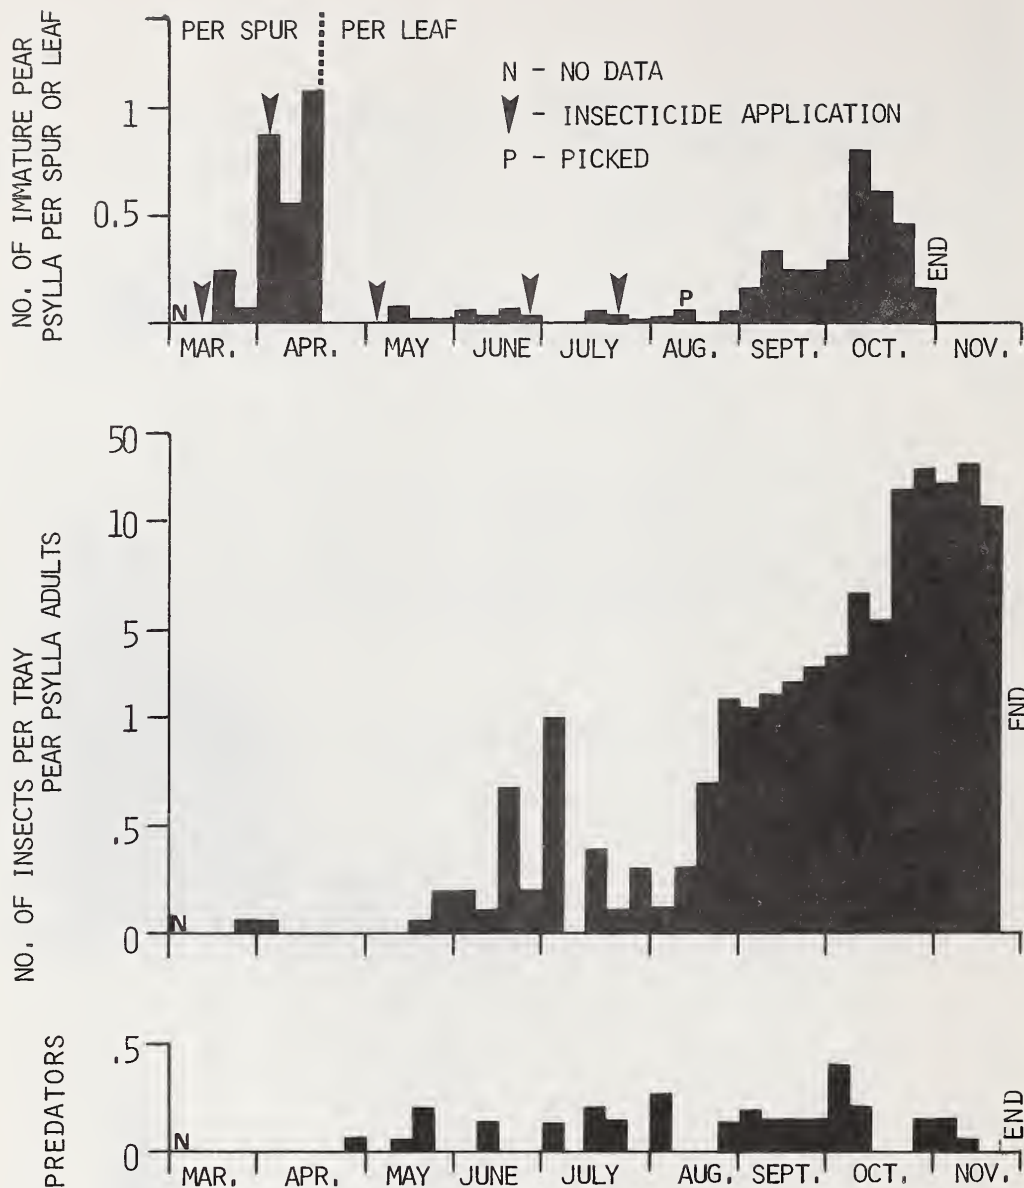 NO. OF IMMATURE PEAR
PSYLLA PER SPUR OR LEAF
PER SPUR PER LEAF
N - NO DATA
- INSECTICIDE APPLICATION
P - PICKED
1
0.5
N
P
END
MAR. APR. MAY JUNE JULY AUG. SEPT. OCT. NOV.
NO. OF INSECTS PER TRAY
PEAR PSYLLA ADULTS
50
10
5
1
.5
0
N
END
PREDATORS
.5
0
N
END
MAR. APR. MAY JUNE JULY AUG. SEPT. OCT. NOV.